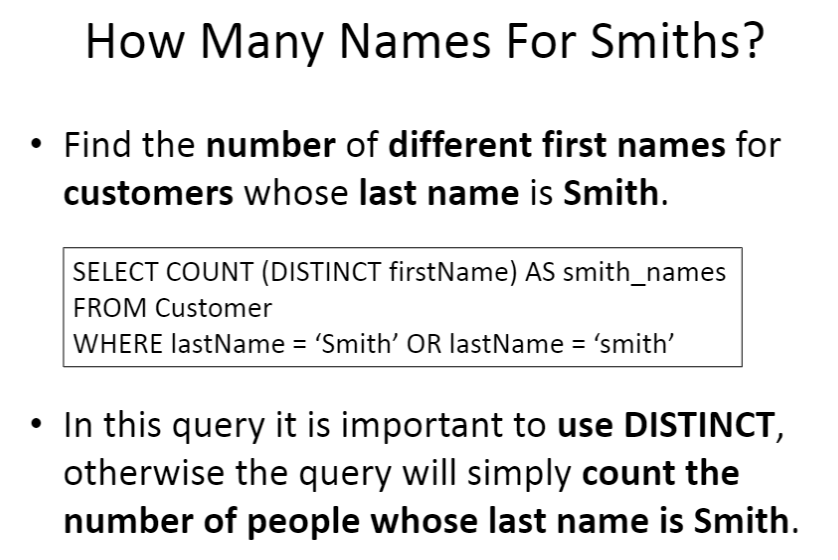 How Many Names For Smiths?
• Find the number of different first names for
customers whose last name is Smith.
SELECT COUNT (DISTINCT firstName) AS smith_names
FROM Customer
WHERE lastName = ‘Smith’ OR lastName = ‘smith’
• In this query it is important to use DISTINCT,
otherwise the query will simply count the
number of people whose last name is Smith.